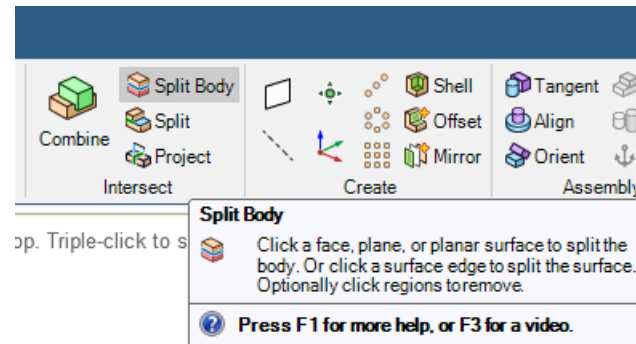 Combine
Split Body
Split
Project
Intersect
Shell
Offset
Mirror
Create
Tangent
Align
Orient
Assembly
op. Triple-click to s
Split Body
Click a face, plane, or planar surface to split the
body. Or click a surface edge to split the surface.
Optionally click regions to remove.
Press F1 for more help, or F3 for a video.